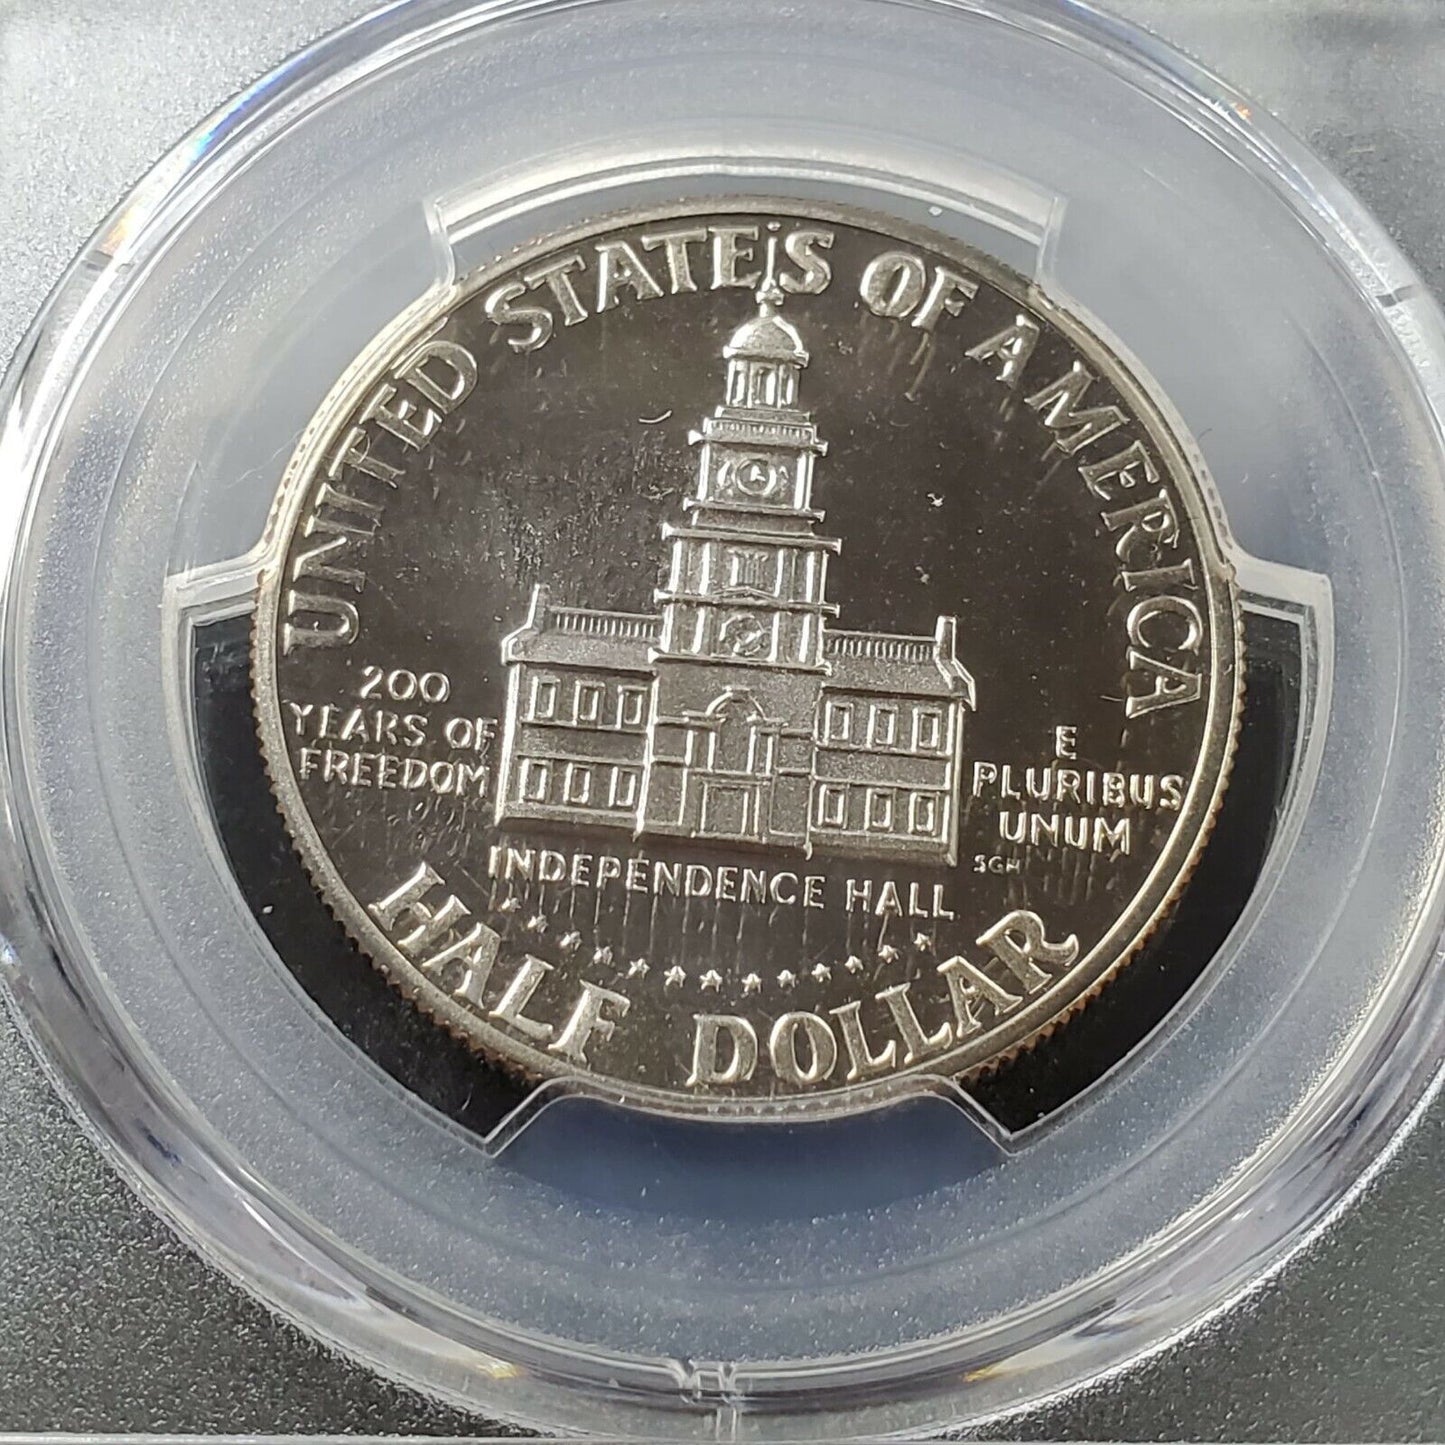 UNITED STATES OF AMERICA
200
YEARS OF
FREEDOM
E
PLURIBUS
UNUM
SGH
INDEPENDENCE HALL
HALF DOLLAR